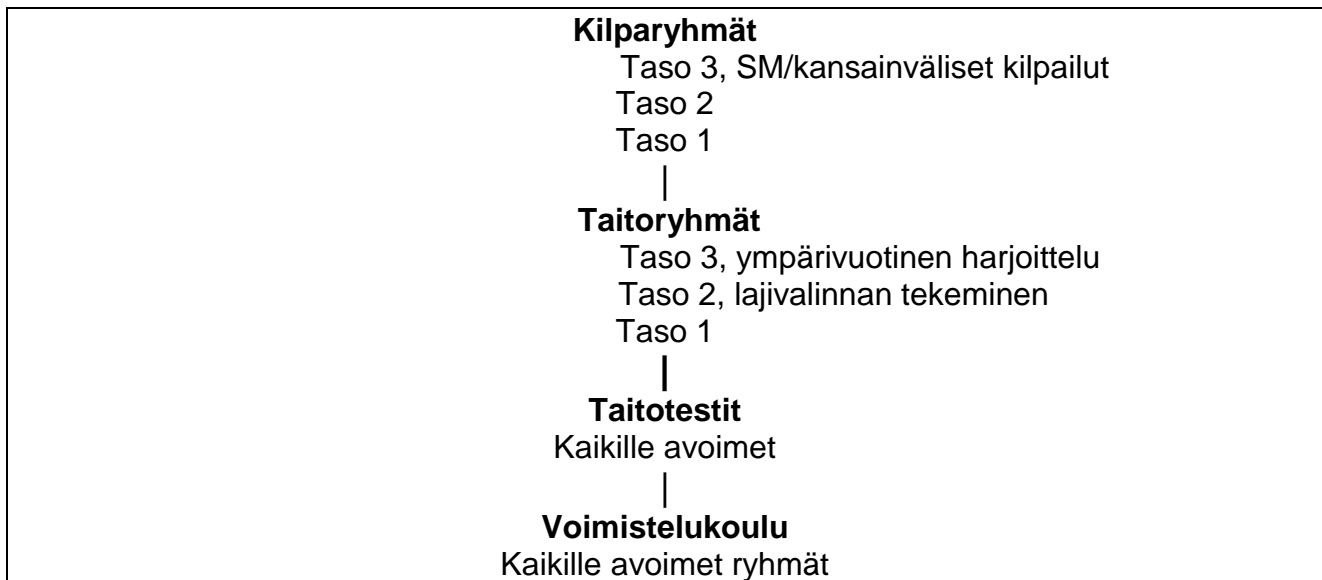 Kilparyhmät
Taso 3, SM/kansainväliset kilpailut
Taso 2
Taso 1
|
Taitoryhmät
Taso 3, ympärivuotinen harjoittelu
Taso 2, lajivalinnan tekeminen
Taso 1
|
Taitotestit
Kaikille avoimet
|
Voimistelukoulu
Kaikille avoimet ryhmät